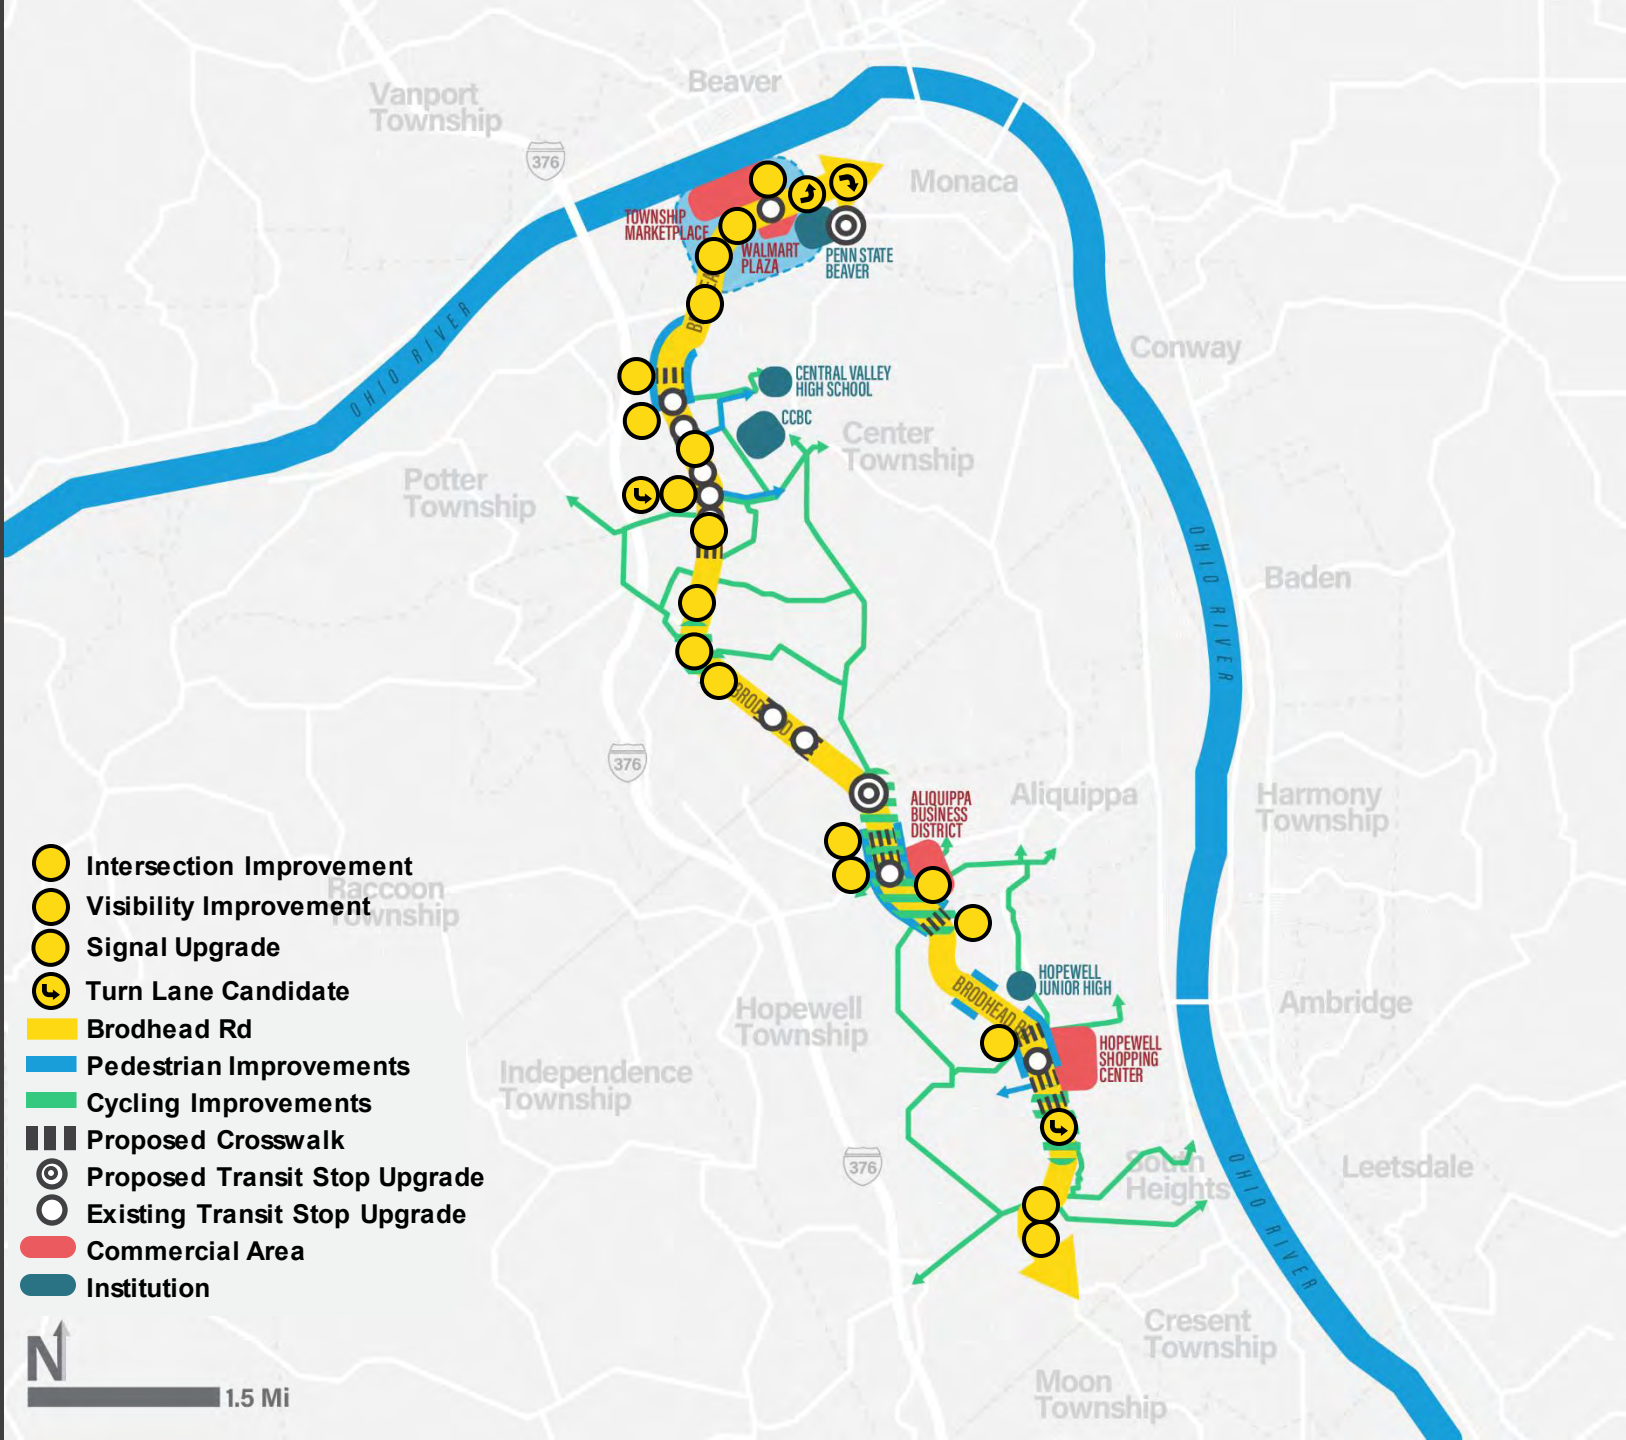 Beaver
Vanport
Township
376
Monaca
TOWNSHIP
MARKETPLACE
WALMART
PLAZA
PENN STATE
BEAVER
OHIO RIVER
Conway
CENTRAL VALLEY
HIGH SCHOOL
CCBC
Center
Township
Potter
Township
OHIO RIVER
Baden
376
ALIQUIPPA
BUSINESS
DISTRICT
Aliquippa
Harmony
Township
Intersection Improvement
Raccoon
Township
Visibility Improvement
Signal Upgrade
Turn Lane Candidate
Brodhead Rd
Pedestrian Improvements
Cycling Improvements
Proposed Crosswalk
Proposed Transit Stop Upgrade
Existing Transit Stop Upgrade
Commercial Area
Institution
HOPEWELL
JUNIOR HIGH
BRODHEAD
Hopewell
Township
Ambridge
HOPEWELL
SHOPPING
CENTER
Independence
Township
376
South
Heights
Leetsdale
OHIO RIVER
Cresent
Township
Moon
Township
N
1.5 Mi